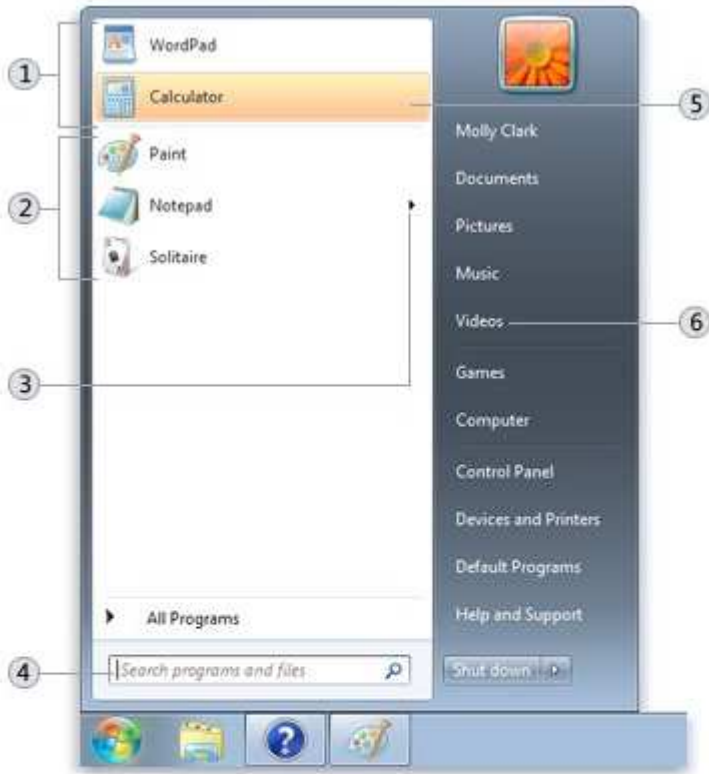 1
WordPad
Calculator
5
2
Paint
Notepad
Solitaire
3
All Programs
4
Search programs and files
Molly Clark
Documents
Pictures
Music
Videos
6
Games
Computer
Control Panel
Devices and Printers
Default Programs
Help and Support
Shut down
?